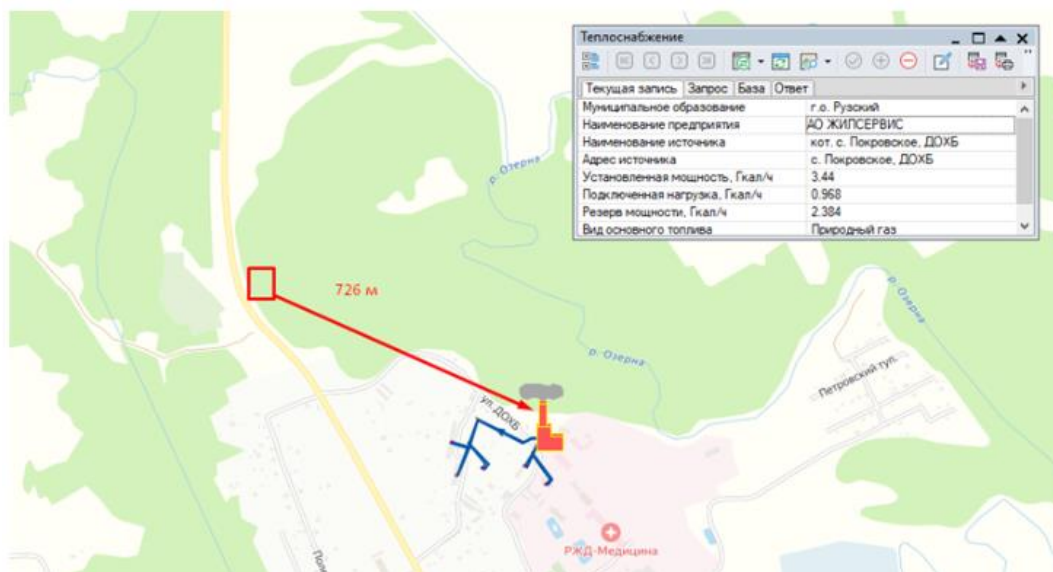 Теплоснабжение
Текущая запись Запрос База Ответ
Муниципальное образование г.о. Рузский
Наименование предприятия АО ЖИЛСЕРВИС
Наименование источника кот. с. Покровское, ДОХБ
Адрес источника с. Покровское, ДОХБ
Установленная мощность, Гкал/ч 3.44
Подключенная нагрузка, Гкал/ч 0.968
Резерв мощности, Гкал/ч 2.384
Вид основного топлива Природный газ
р. Озерна
726 м
р. Озерна
р. Озерна
Петровский туп.
ул. ДОХБ
РЖД-Медицина